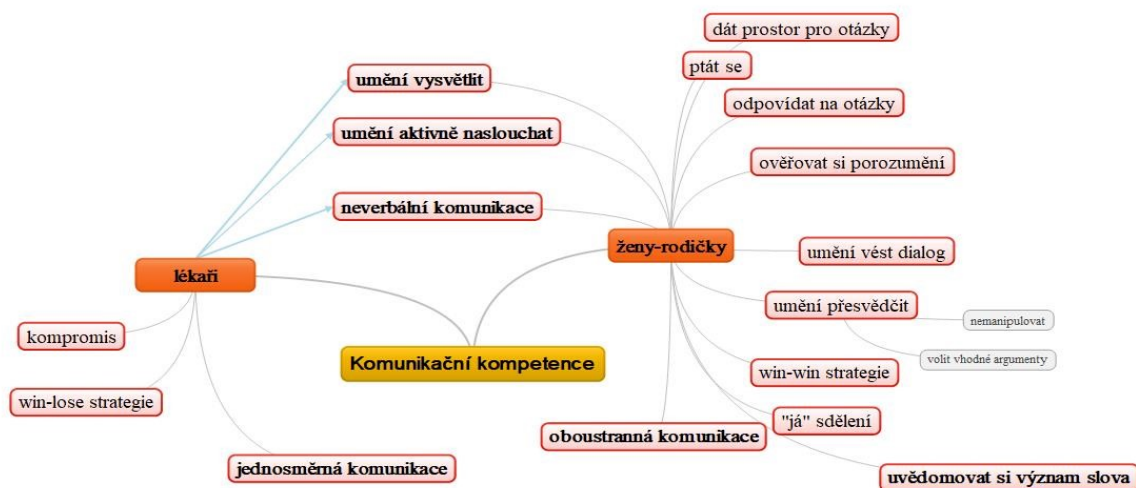 dát prostor pro otázky
ptát se
umění vysvětlit
odpovídat na otázky
umění aktivně naslouchat
ověřovat si porozumění
neverbální komunikace
ženy-rodičky
umění vést dialog
lékaři
umění přesvědčit
nemanipulovat
kompromis
Komunikační kompetence
volit vhodné argumenty
win-win strategie
win-lose strategie
"já" sdělení
oboustranná komunikace
jednosměrná komunikace
uvědomovat si význam slova